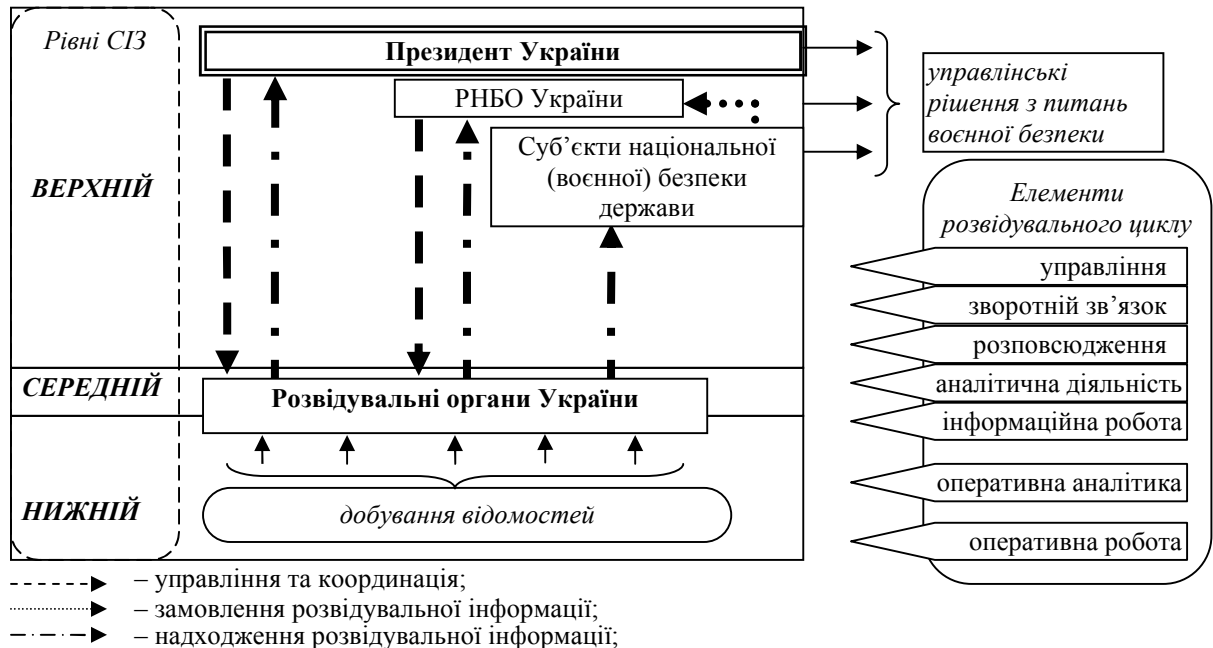 Рівні СІЗ
Президент України
РНБО України
Суб’єкти національної
(воєнної) безпеки
держави
управлінські
рішення з питань
воєнної безпеки
ВЕРХНІЙ
СЕРЕДНІЙ
Розвідувальні органи України
НИЖНІЙ
добування відомостей
Елементи
розвідувального циклу
управління
зворотній зв’язок
розповсюдження
аналітична діяльність
інформаційна робота
оперативна аналітика
оперативна робота
– управління та координація;
– замовлення розвідувальної інформації;
– надходження розвідувальної інформації;